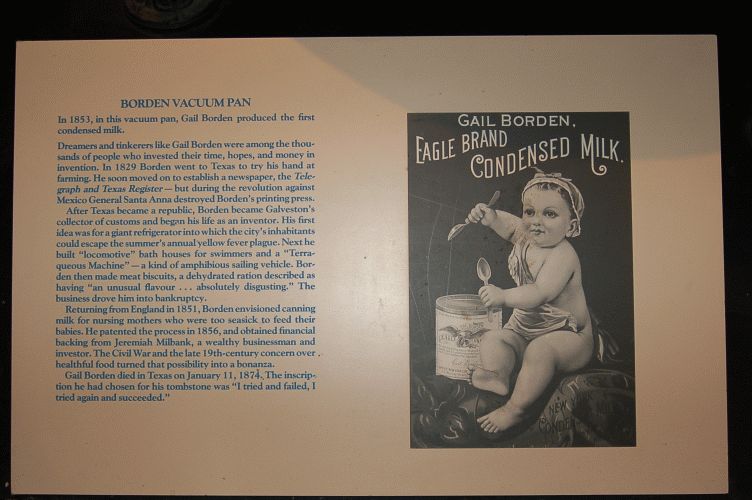 BORDEN VACUUM PAN
In 1853, in this vacuum pan, Gail Borden produced the first
condensed milk.
Dreamers and tinkerers like Gail Borden were among the thou-
sands of people who invested their time, hopes, and money in
invention. In 1829 Borden went to Texas to try his hand at
farming. He soon moved on to establish a newspaper, the Tele-
graph and Texas Register — but during the revolution against
Mexico General Santa Anna destroyed Borden's printing press.
After Texas became a republic, Borden became Galveston's
collector of customs and began his life as an inventor. His first
idea was for a giant refrigerator into which the city's inhabitants
could escape the summer's annual yellow fever plague. Next he
built "locomotive" bath houses for swimmers and a "Terra-
queous Machine" — a kind of amphibious sailing vehicle. Bor-
den then made meat biscuits, a dehydrated ration described as
having "an unusual flavour . . . absolutely disgusting." The
business drove him into bankruptcy.
Returning from England in 1851, Borden envisioned canning
milk for nursing mothers who were too seasick to feed their
babies. He patented the process in 1856, and obtained financial
backing from Jeremiah Milbank, a wealthy businessman and
investor. The Civil War and the late 19th-century concern over
healthful food turned that possibility into a bonanza.
Gail Borden died in Texas on January 11, 1874. The inscrip-
tion he had chosen for his tombstone was "I tried and failed, I
tried again and succeeded."
GAIL BORDEN,
EAGLE BRAND
CONDENSED MILK.
NEW YORK